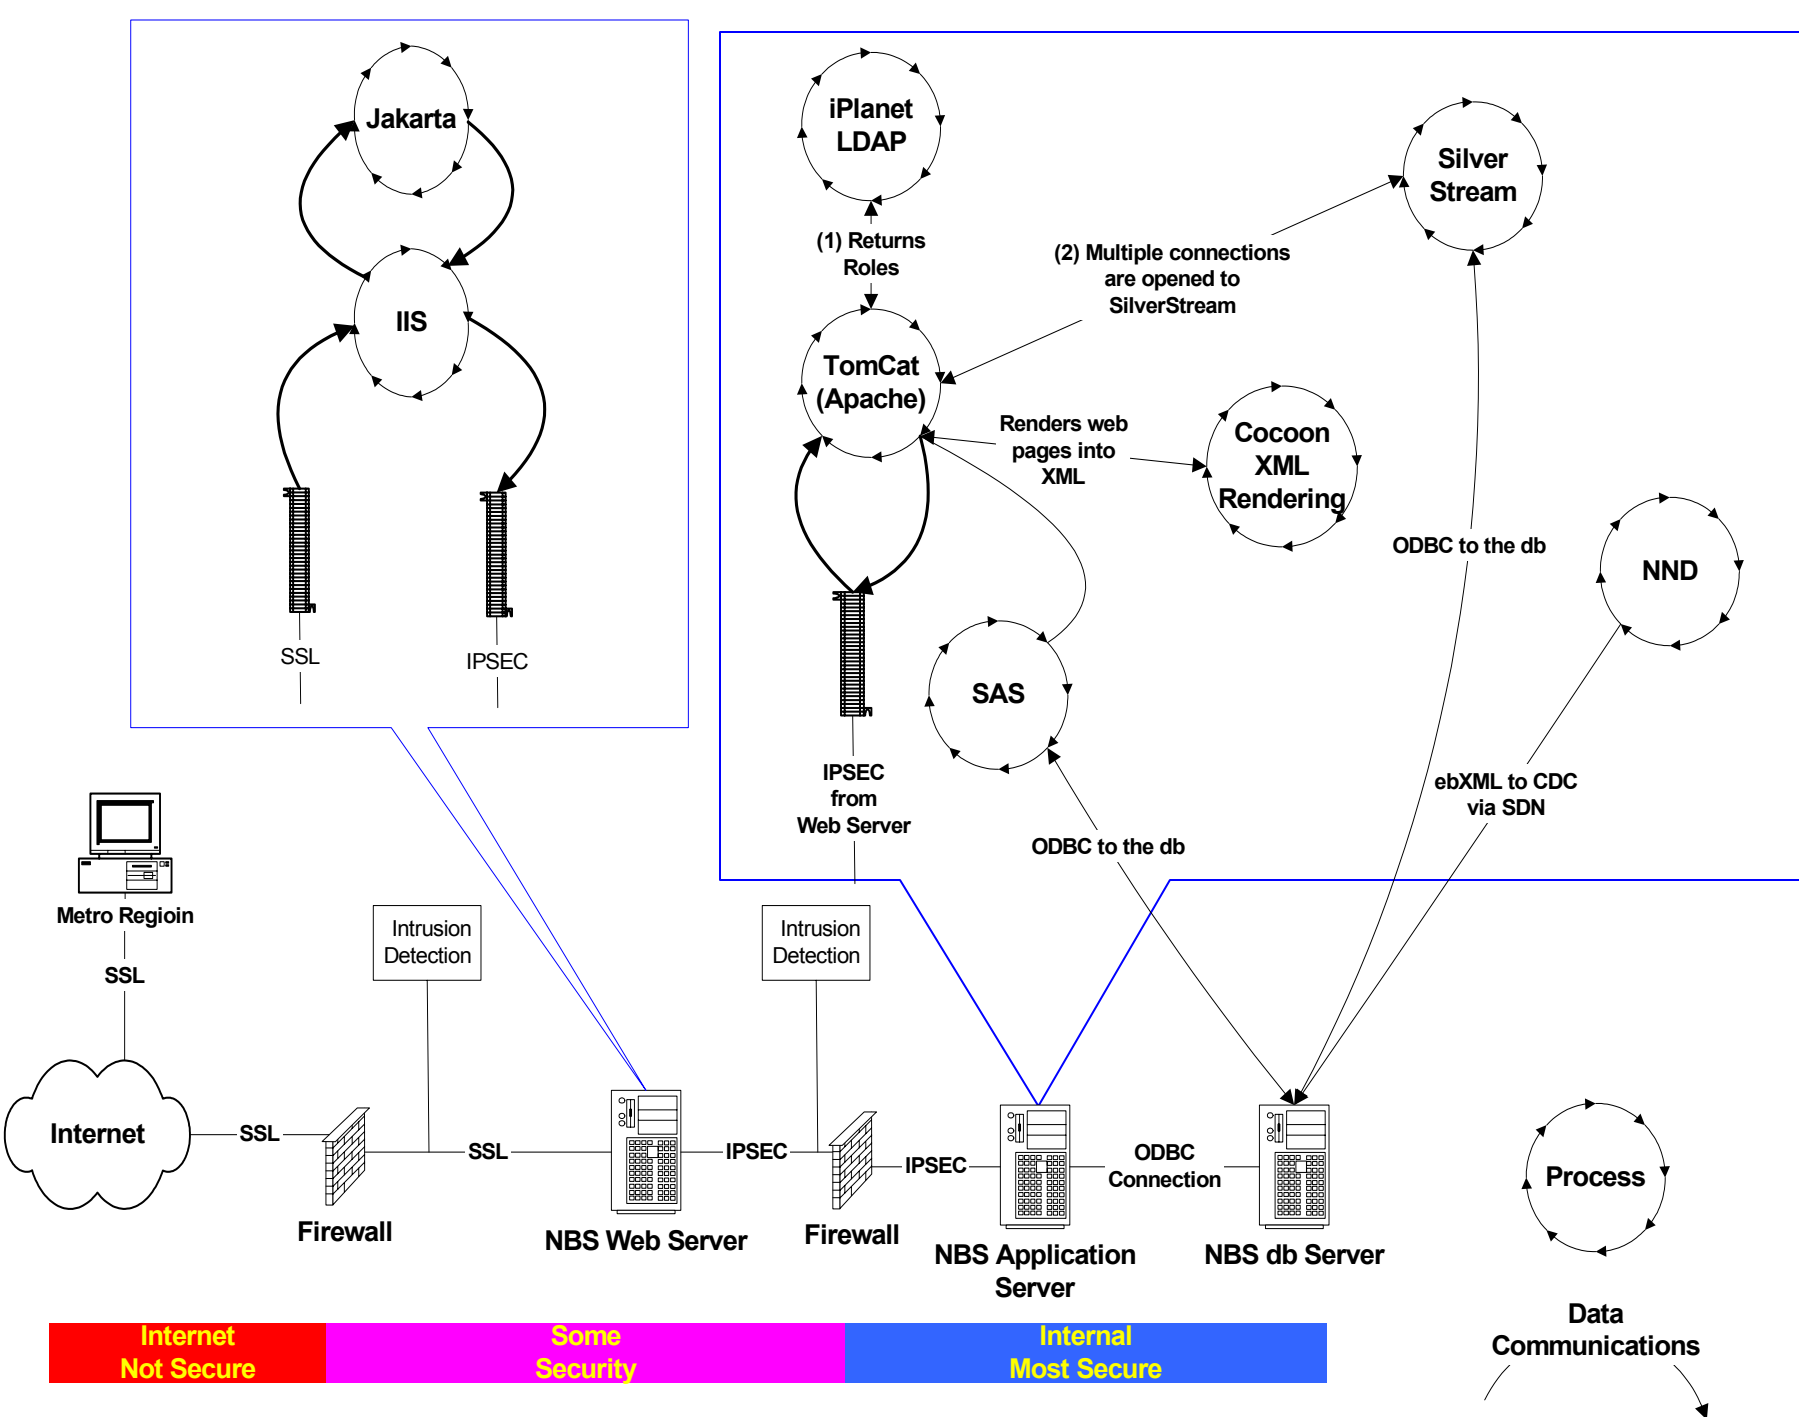 Jakarta
IIS
SSL
IPSEC
iPlanet
LDAP
(1) Returns
Roles
TomCat
(Apache)
(2) Multiple connections
are opened to
SilverStream
Silver
Stream
Renders web
pages into
XML
Cocoon
XML
Rendering
ODBC to the db
NND
SAS
IPSEC
from
Web Server
ODBC to the db
ebXML to CDC
via SDN
Metro Regioin
SSL
Intrusion
Detection
Intrusion
Detection
Internet
SSL
Firewall
SSL
NBS Web Server
IPSEC
Firewall
IPSEC
NBS Application
Server
ODBC
Connection
NBS db Server
Process
Data
Communications
Internet
Not Secure
Some
Security
Internal
Most Secure